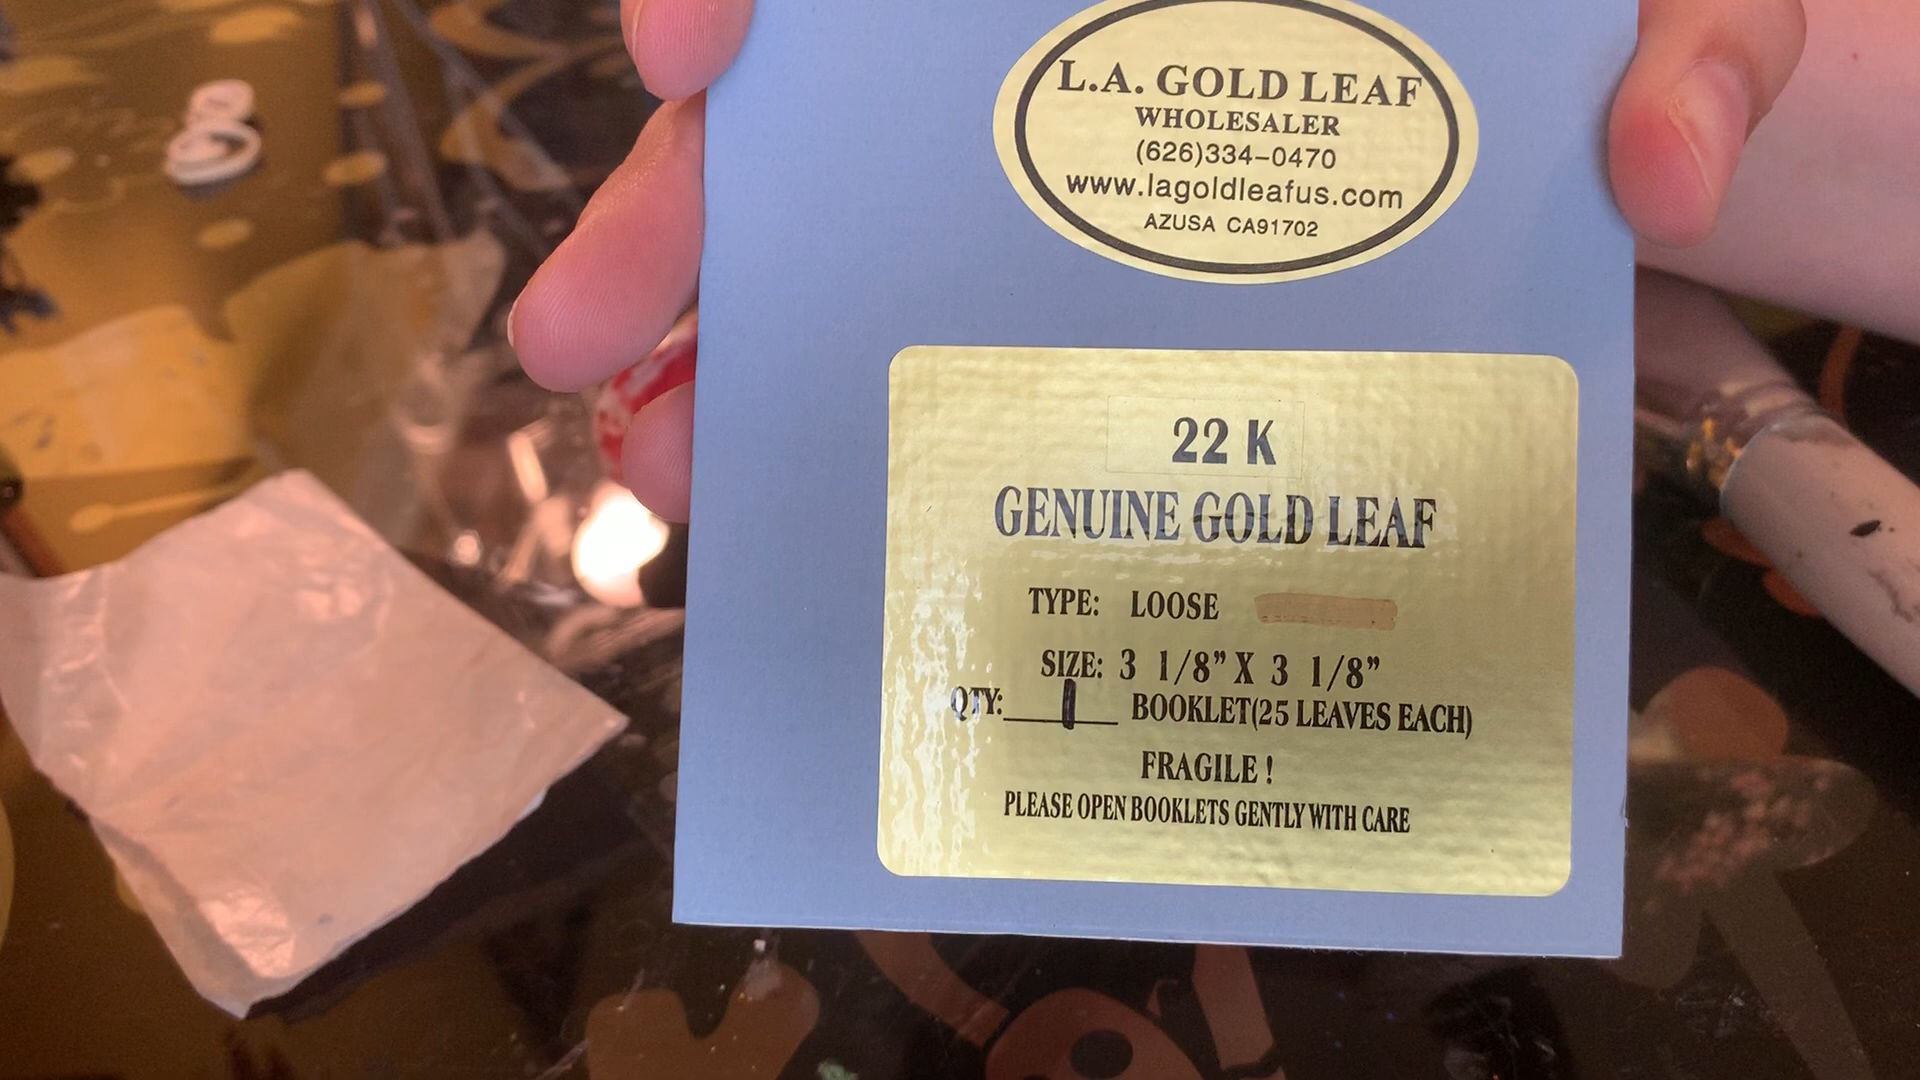 L.A. GOLD LEAF
WHOLESALER
(626)334-0470
www.lagoldleafus.com
AZUSA CA91702
22 K
GENUINE GOLD LEAF
TYPE: LOOSE
SIZE: 3 1/8” X 3 1/8”
QTY: 1 BOOKLET(25 LEAVES EACH)
FRAGILE !
PLEASE OPEN BOOKLETS GENTLY WITH CARE